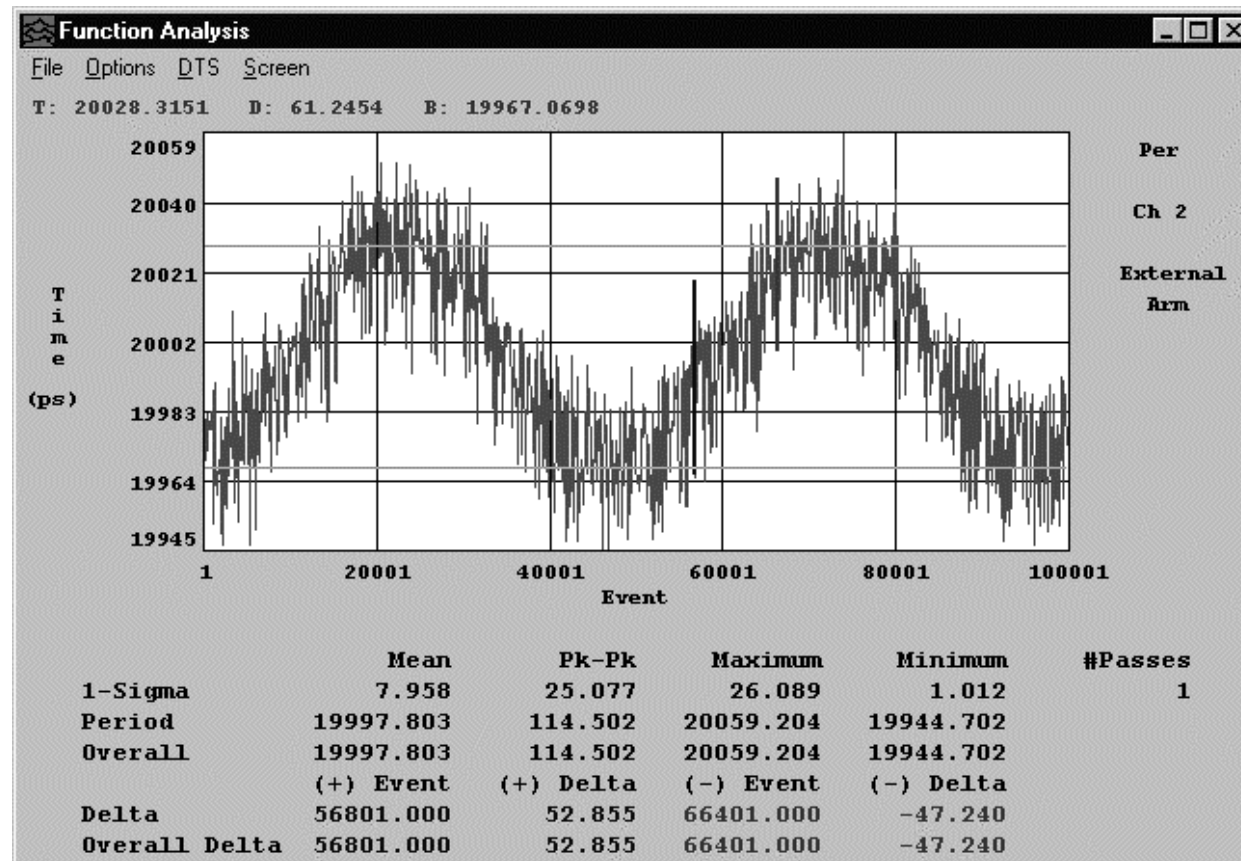 Function Analysis
File Options DTS Screen
T: 20028.3151 D: 61.2454 B: 19967.0698
20059
20040
20021
20002
19983
19964
19945
Time
(ps)
Per
Ch 2
External
Arm
1 20001 40001 60001 80001 100001
Event
Mean Pk-Pk Maximum Minimum #Passes
1-Sigma 7.958 25.077 26.089 1.012 1
Period 19997.803 114.502 20059.204 19944.702
Overall 19997.803 114.502 20059.204 19944.702
(+) Event (+) Delta (-) Event (-) Delta
Delta 56801.000 52.855 66401.000 -47.240
Overall Delta 56801.000 52.855 66401.000 -47.240